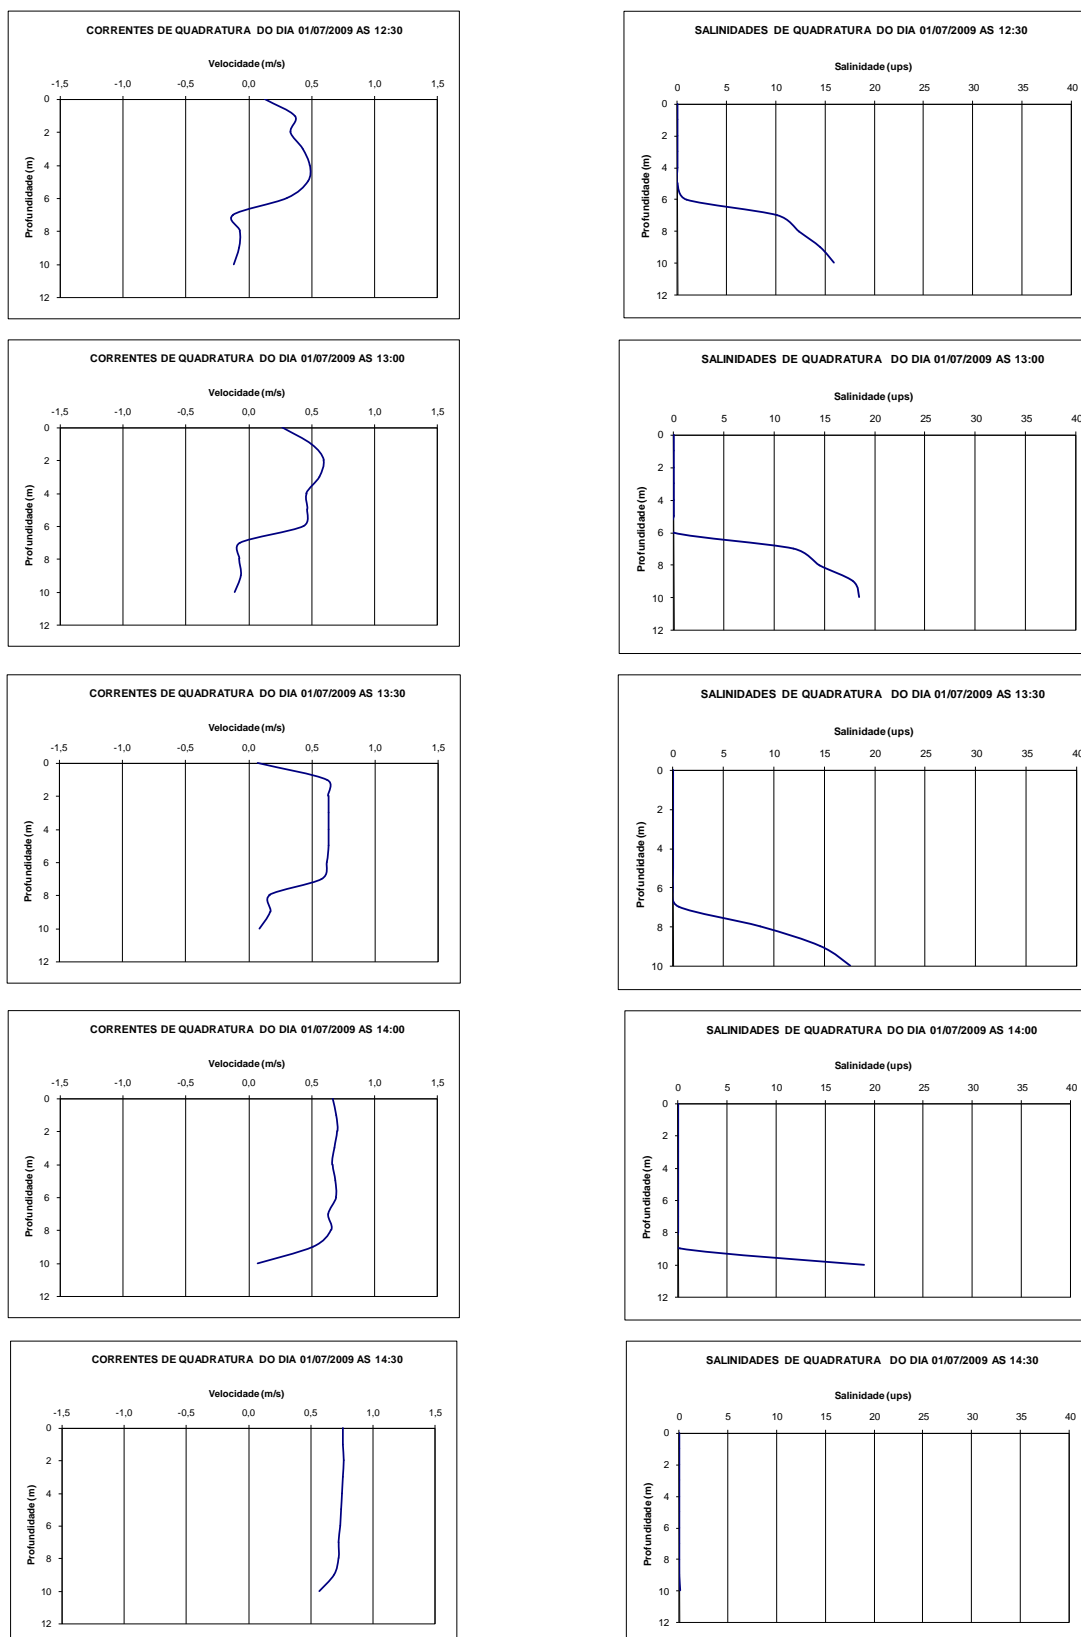 CORRENTES DE QUADRATURA DO DIA 01/07/2009 AS 12:30
Velocidade (m/s)
-1,5 -1,0 -0,5 0,0 0,5 1,0 1,5
0
2
4
6
8
10
12
Profundidade (m)
SALINIDADES DE QUADRATURA DO DIA 01/07/2009 AS 12:30
Salinidade (ups)
0 5 10 15 20 25 30 35 40
0
2
4
6
8
10
12
Profundidade (m)
CORRENTES DE QUADRATURA DO DIA 01/07/2009 AS 13:00
Velocidade (m/s)
-1,5 -1,0 -0,5 0,0 0,5 1,0 1,5
0
2
4
6
8
10
12
Profundidade (m)
SALINIDADES DE QUADRATURA DO DIA 01/07/2009 AS 13:00
Salinidade (ups)
0 5 10 15 20 25 30 35 40
0
2
4
6
8
10
12
Profundidade (m)
CORRENTES DE QUADRATURA DO DIA 01/07/2009 AS 13:30
Velocidade (m/s)
-1,5 -1,0 -0,5 0,0 0,5 1,0 1,5
0
2
4
6
8
10
12
Profundidade (m)
SALINIDADES DE QUADRATURA DO DIA 01/07/2009 AS 13:30
Salinidade (ups)
0 5 10 15 20 25 30 35 40
0
2
4
6
8
10
Profundidade (m)
CORRENTES DE QUADRATURA DO DIA 01/07/2009 AS 14:00
Velocidade (m/s)
-1,5 -1,0 -0,5 0,0 0,5 1,0 1,5
0
2
4
6
8
10
12
Profundidade (m)
SALINIDADES DE QUADRATURA DO DIA 01/07/2009 AS 14:00
Salinidade (ups)
0 5 10 15 20 25 30 35 40
0
2
4
6
8
10
12
Profundidade (m)
CORRENTES DE QUADRATURA DO DIA 01/07/2009 AS 14:30
Velocidade (m/s)
-1,5 -1,0 -0,5 0,0 0,5 1,0 1,5
0
2
4
6
8
10
12
Profundidade (m)
SALINIDADES DE QUADRATURA DO DIA 01/07/2009 AS 14:30
Salinidade (ups)
0 5 10 15 20 25 30 35 40
0
2
4
6
8
10
12
Profundidade (m)